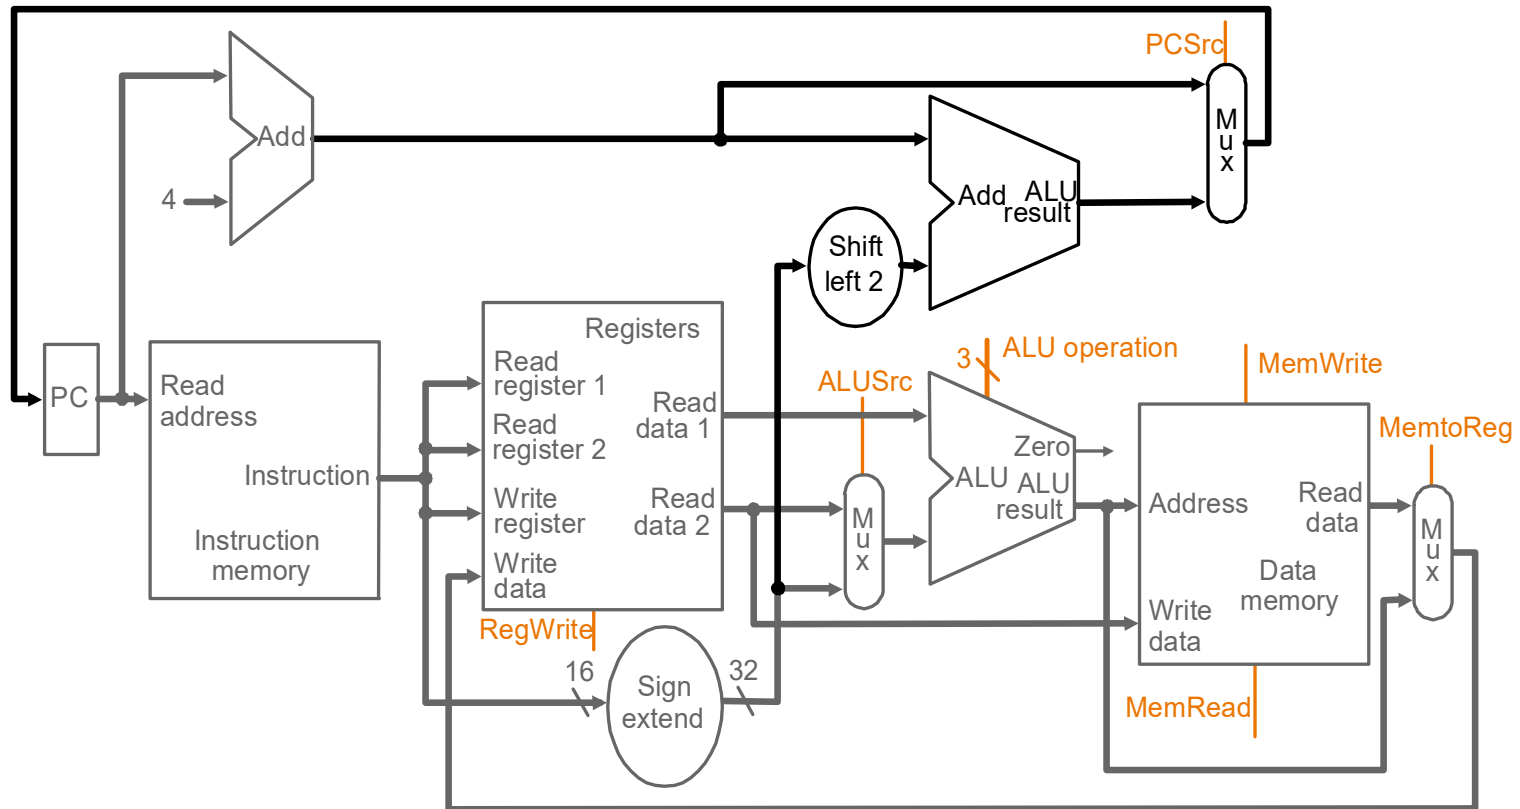 PCSrc
M
u
x
Add
4
Add
ALU
result
Shift
left 2
Registers
Read
register 1
Read
register 2
Write
register
Write
data
Read
data 1
Read
data 2
RegWrite
PC
Read
address
Instruction
Instruction
memory
ALUSrc
M
u
x
3
ALU operation
Zero
ALU
ALU
result
MemWrite
Address
Read
data
Data
memory
Write
data
MemRead
MemtoReg
M
u
x
16
Sign
extend
32